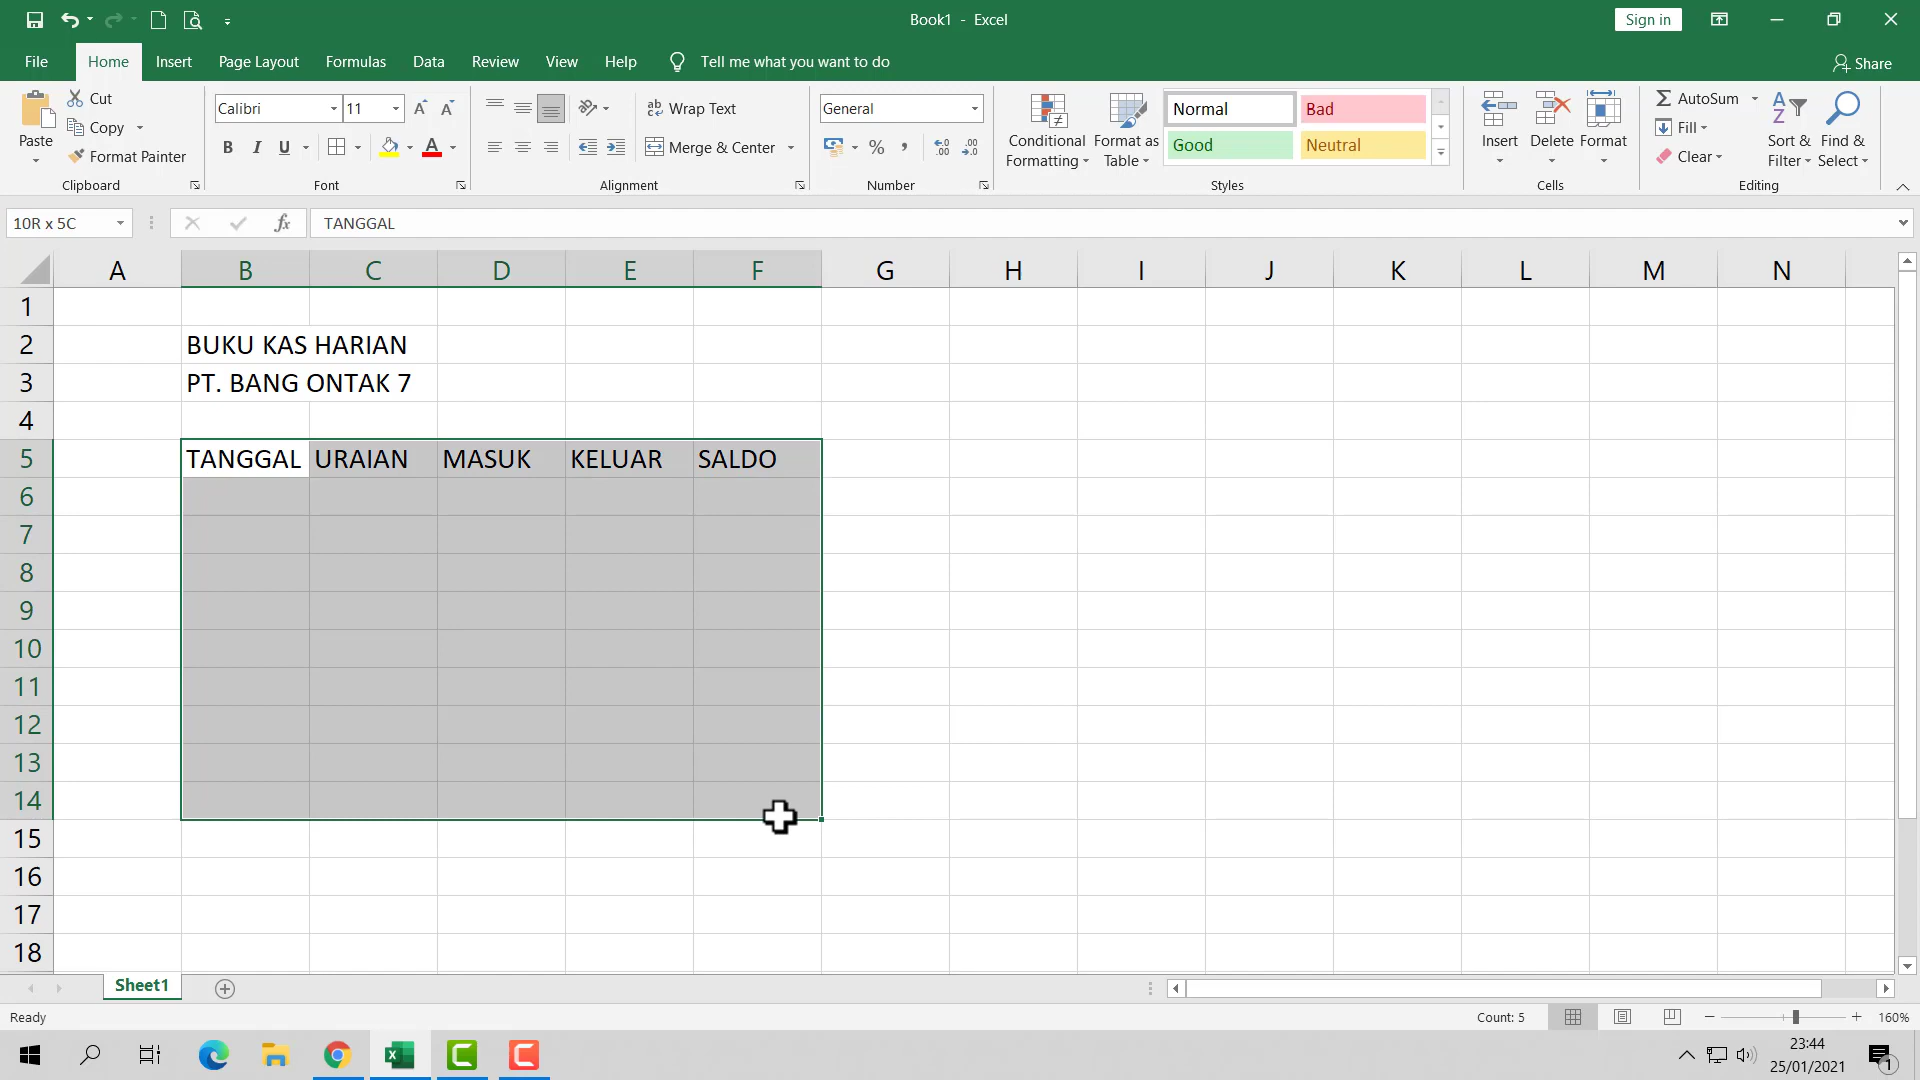 Book1 - Excel
Sign in
File Home Insert Page Layout Formulas Data Review View Help Tell me what you want to do
Share
Paste
Cut
Copy
Format Painter
Clipboard
Calibri 11
B I U
Font
Wrap Text
Merge & Center
Alignment
General
Number
Conditional Formatting
Format as Table
Normal Bad
Good Neutral
Styles
Insert Delete Format
Cells
AutoSum
Fill
Clear
Sort & Filter
Find & Select
Editing
10R x 5C
fx
TANGGAL
A B C D E F G H I J K L M N
1
2 BUKU KAS HARIAN
3 PT. BANG ONTAK 7
4
5 TANGGAL URAIAN MASUK KELUAR SALDO
6
7
8
9
10
11
12
13
14
15
16
17
18
Sheet1
Ready
Count: 5
160%
23:44
25/01/2021
1